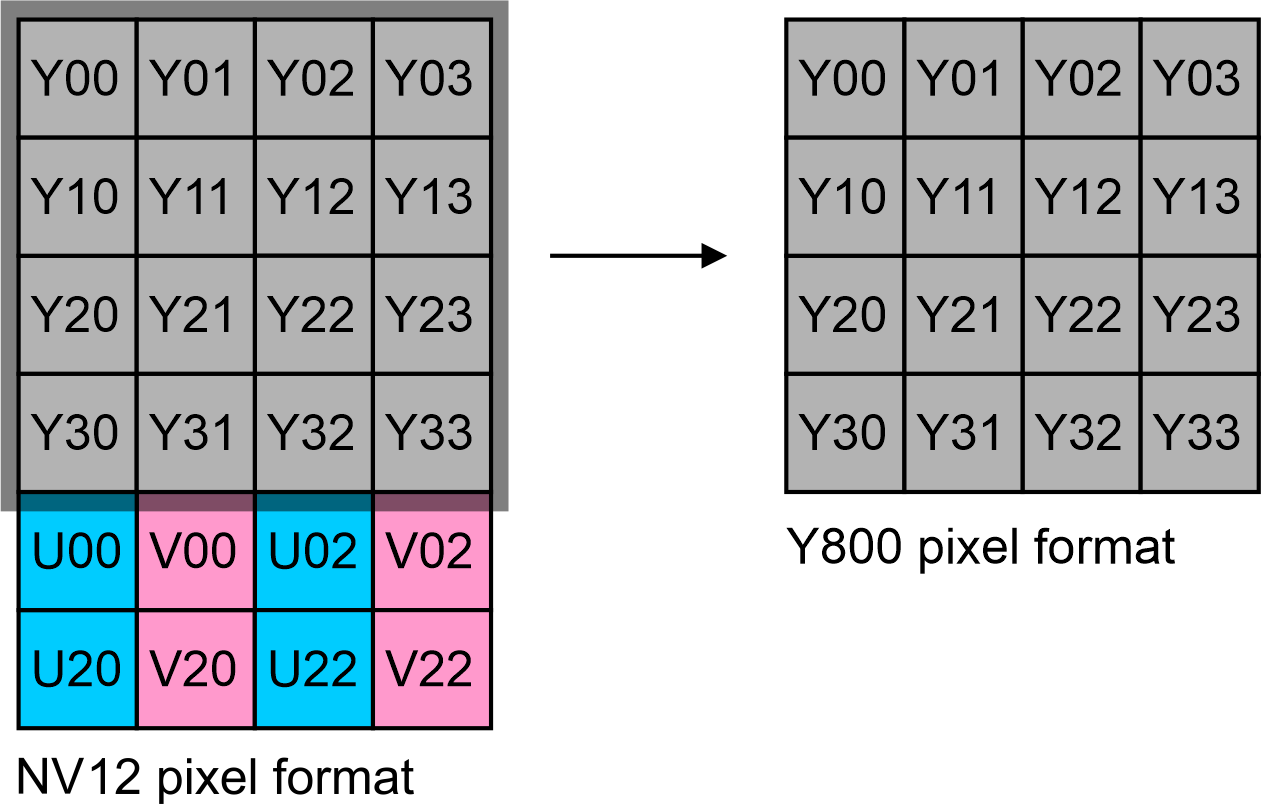 Y00 Y01 Y02 Y03
Y10 Y11 Y12 Y13
Y20 Y21 Y22 Y23
Y30 Y31 Y32 Y33
U00 V00 U02 V02
U20 V20 U22 V22
NV12 pixel format
Y00 Y01 Y02 Y03
Y10 Y11 Y12 Y13
Y20 Y21 Y22 Y23
Y30 Y31 Y32 Y33
Y800 pixel format